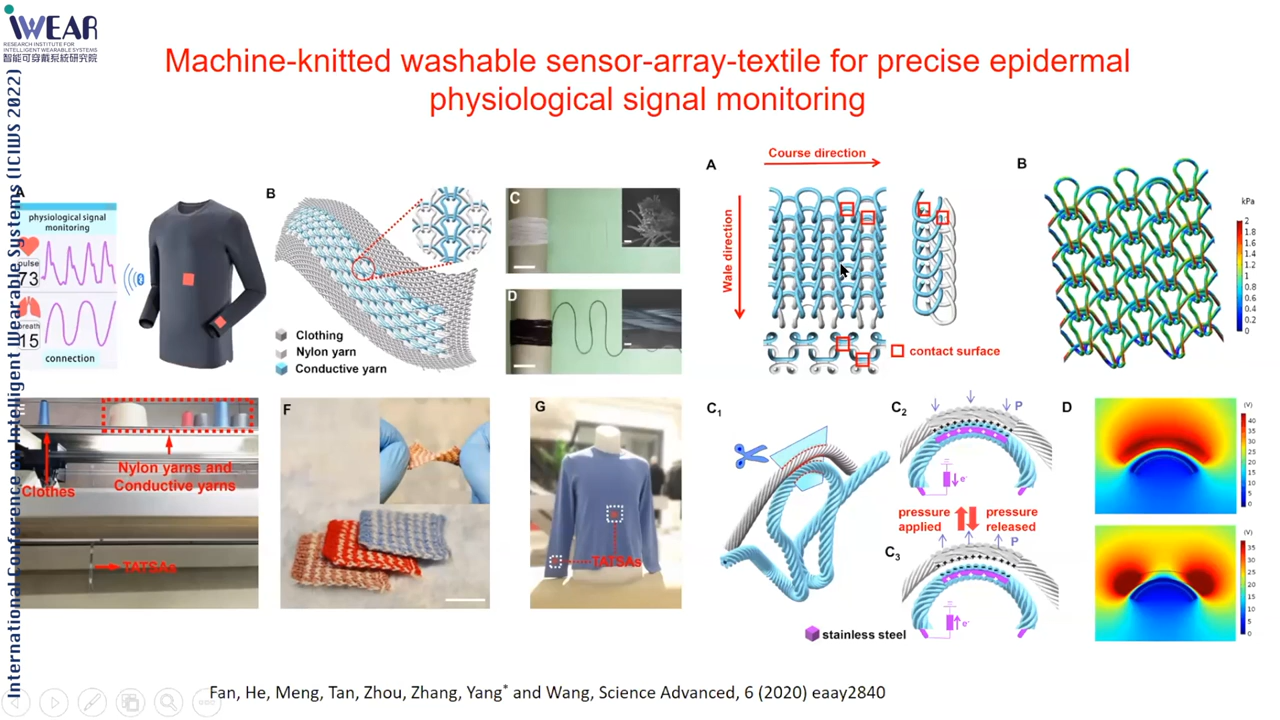 iWEAR
RESEARCH INSTITUTE FOR
INTELLIGENT WEARABLE SYSTEMS
智能可穿戴系統研究院
International Conference on Intelligent Wearable Systems (ICIWS 2022)
Machine-knitted washable sensor-array-textile for precise epidermal
physiological signal monitoring
A
physiological signal
monitoring
pulse
73
breath
15
connection
B
Clothing
Nylon yarn
Conductive yarn
C
D
E
Clothes
Nylon yarns and
Conductive yarns
TATSAs
F
G
TATSAs
A
Course direction
Wale direction
contact surface
B
kPa
2
1.8
1.6
1.4
1.2
1
0.8
0.6
0.4
0.2
0
C1
stainless steel
C2
P
e-
pressure
applied
pressure
released
C3
P
e-
D
(V)
40
35
30
25
20
15
10
5
0
(V)
35
30
25
20
15
10
5
0
Fan, He, Meng, Tan, Zhou, Zhang, Yang* and Wang, Science Advanced, 6 (2020) eaay2840